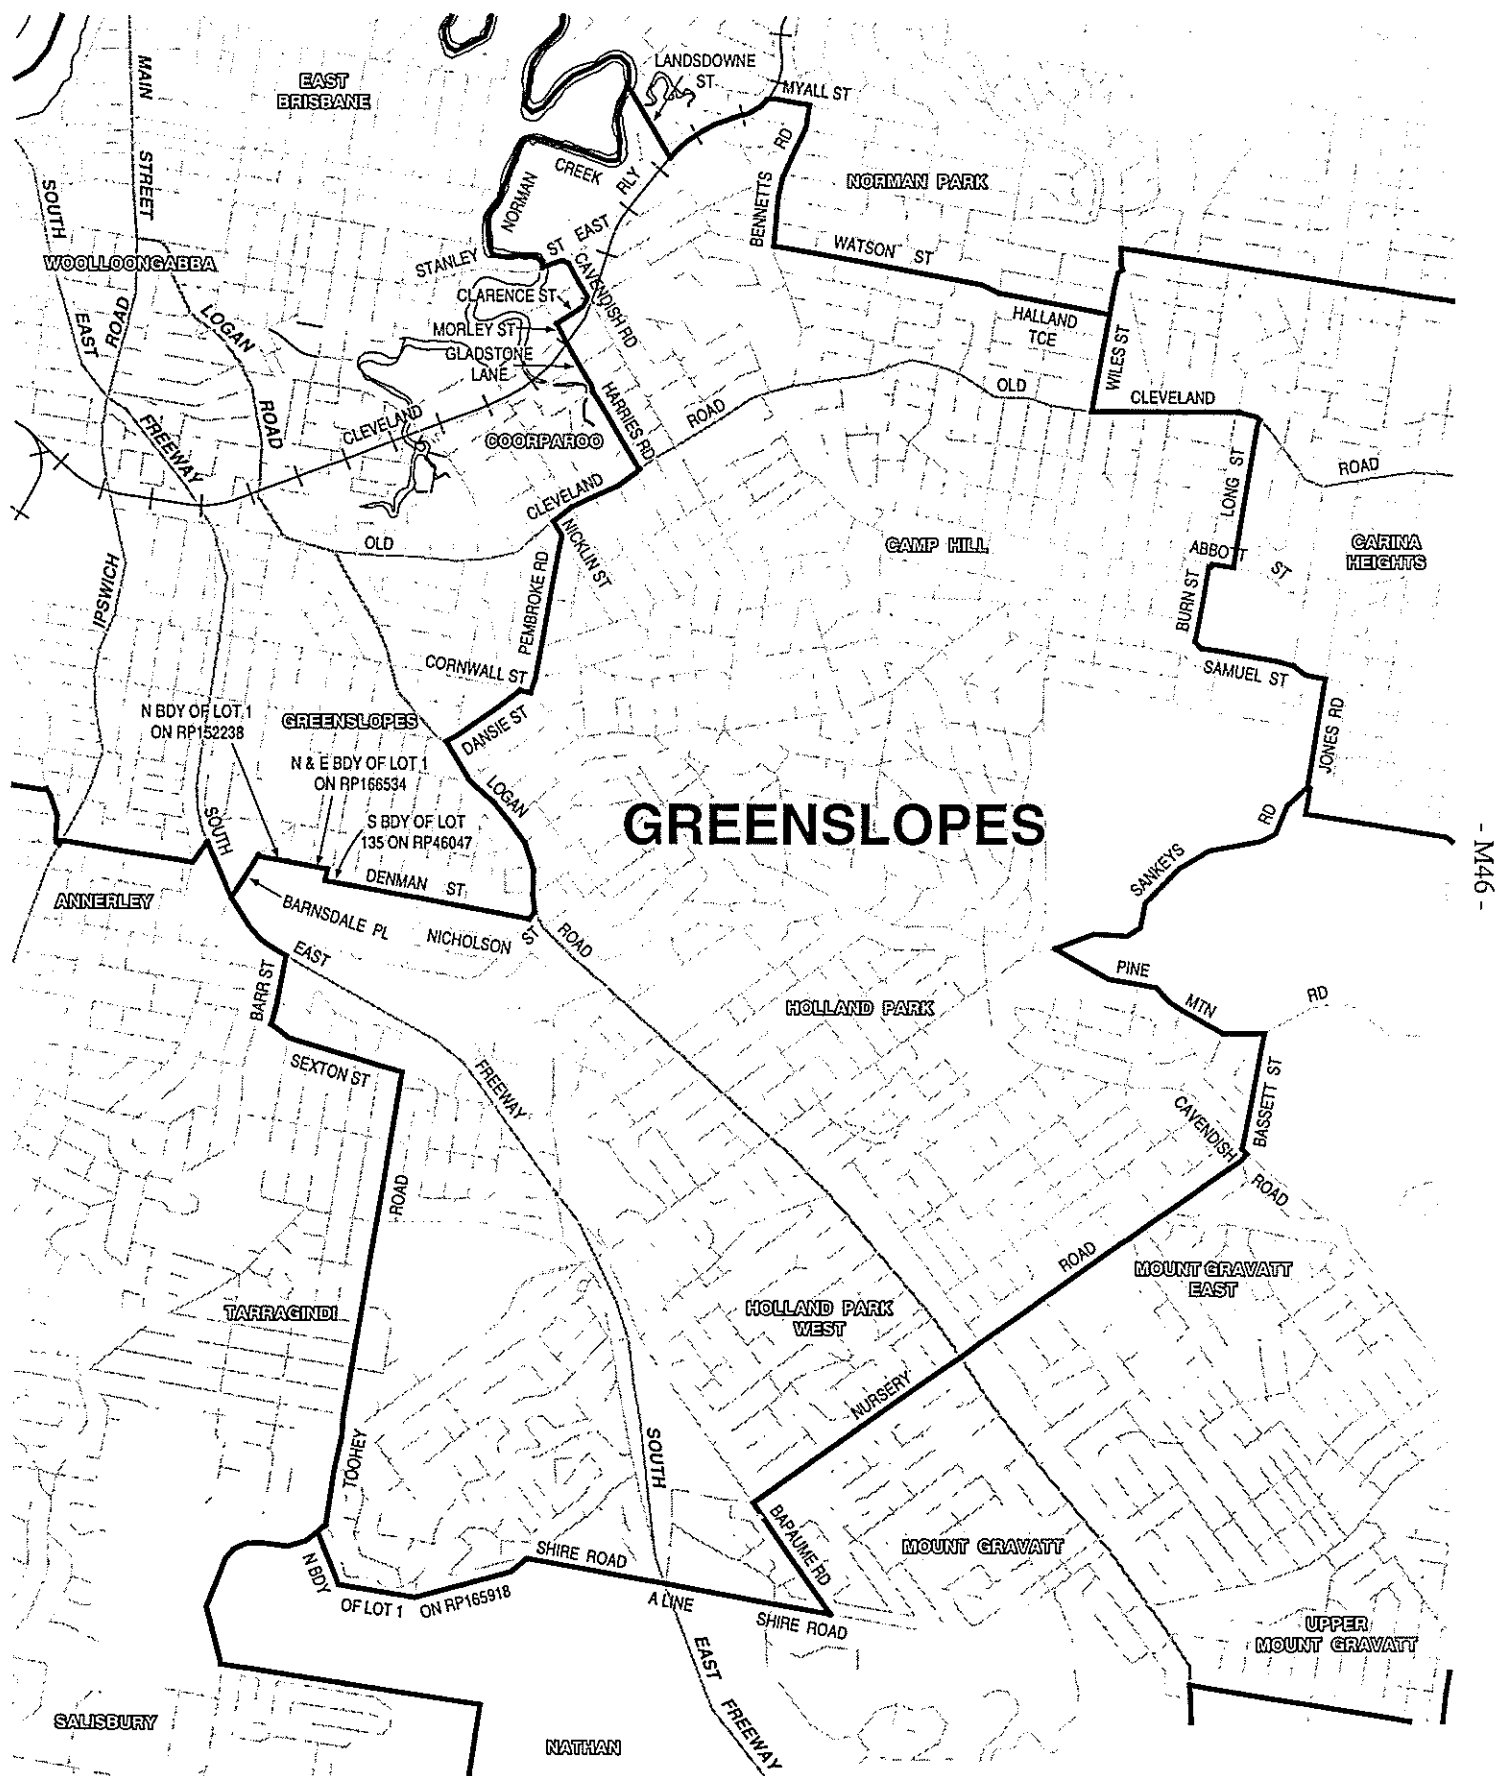 LANDSDOWNE
ST
MAIN
STREET
EAST
BRISBANE
MYALL ST
CREEK
RLY
RD
BENNETTS
NORMAN PARK
NORMAN
SOUTH
EAST
WOOLLOONGABBA
STANLEY
ST
EAST
WATSON ST
CAVENDISH RD
CLARENCE ST
MORLEY ST
GLADSTONE
LANE
HALLAND
TCE
WILES ST
ROAD
LOGAN
ROAD
OLD
CLEVELAND
HARRIES RD
ROAD
CLEVELAND
FREEWAY
COORPAROO
ROAD
LONG ST
CLEVELAND
NICKLIN ST
OLD
CAMP HILL
ABBOTT
ST
CARINA
HEIGHTS
IPSWICH
PEMBROKE RD
BURN ST
CORNWALL ST
SAMUEL ST
N BDY OF LOT 1
ON RP152238
GREENSLOPES
DANSIE ST
JONES RD
N & E BDY OF LOT 1
ON RP166534
LOGAN
SOUTH
S BDY OF LOT
135 ON RP46047
GREENSLOPES
RD
SANKEYS
- M46 -
DENMAN ST
ANNERLEY
BARNSDALE PL
NICHOLSON ST
ROAD
EAST
BARR ST
PINE
MTN
RD
HOLLAND PARK
SEXTON ST
FREEWAY
BASSETT ST
CAVENDISH
ROAD
ROAD
ROAD
MOUNT GRAVATT
EAST
TARRAGINDI
HOLLAND PARK
WEST
NURSERY
TOOHEY
SOUTH
BAPAUME RD
MOUNT GRAVATT
SHIRE ROAD
N BDY
OF LOT 1 ON RP165918
A LINE
SHIRE ROAD
UPPER
MOUNT GRAVATT
EAST
FREEWAY
SALISBURY
NATHAN